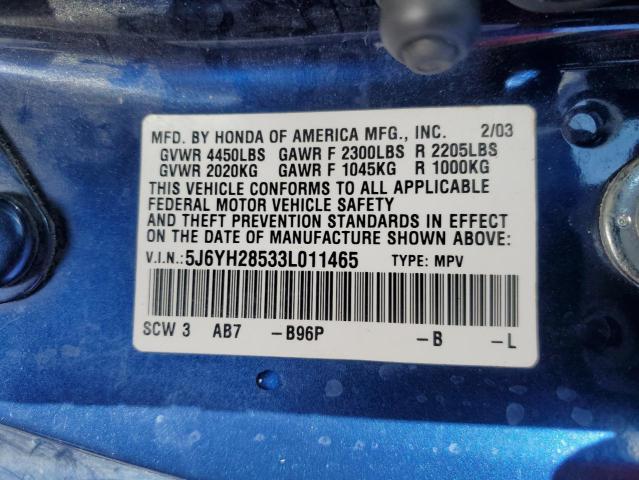 MFD. BY HONDA OF AMERICA MFG., INC. 2/03
GVWR 4450LBS GAWR F 2300LBS R 2205LBS
GVWR 2020KG GAWR F 1045KG R 1000KG
THIS VEHICLE CONFORMS TO ALL APPLICABLE
FEDERAL MOTOR VEHICLE SAFETY
AND THEFT PREVENTION STANDARDS IN EFFECT
ON THE DATE OF MANUFACTURE SHOWN ABOVE:
V.I.N.:5J6YH28533L011465 TYPE: MPV
SCW 3 AB7 -B96P -B -L